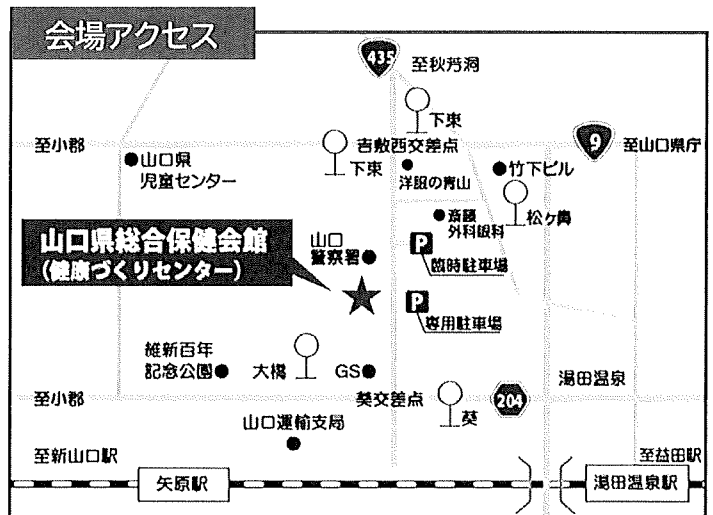 会場アクセス
435
至秋芳洞
下東
至小郡
吉敷西交差点
9
至山口県庁
山口県
児童センター
下東
洋服の青山
竹下ビル
斎藤
外科眼科
松ヶ鼻
山口県総合保健会館
(健康づくりセンター)
山口
警察署
P
臨時駐車場
P
専用駐車場
維新百年
記念公園
大橋
GS
湯田温泉
至小郡
葵交差点
葵
204
山口運輸支局
至新山口駅
至益田駅
矢原駅
湯田温泉駅